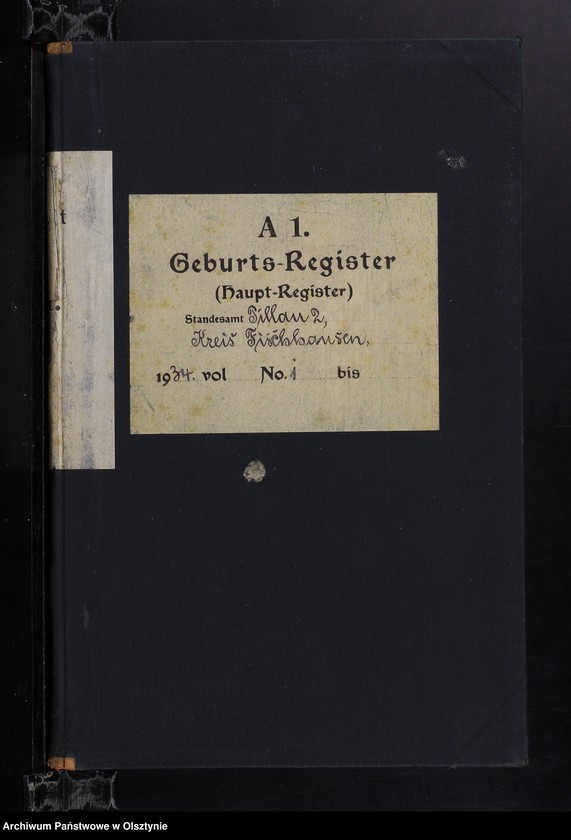 A 1.
Geburts-Register
(Haupt-Register)
Standesamt Pillau 2,
Kreis Fischhausen,
1934. vol No. 1 bis
t
Archiwum Państwowe w Olsztynie